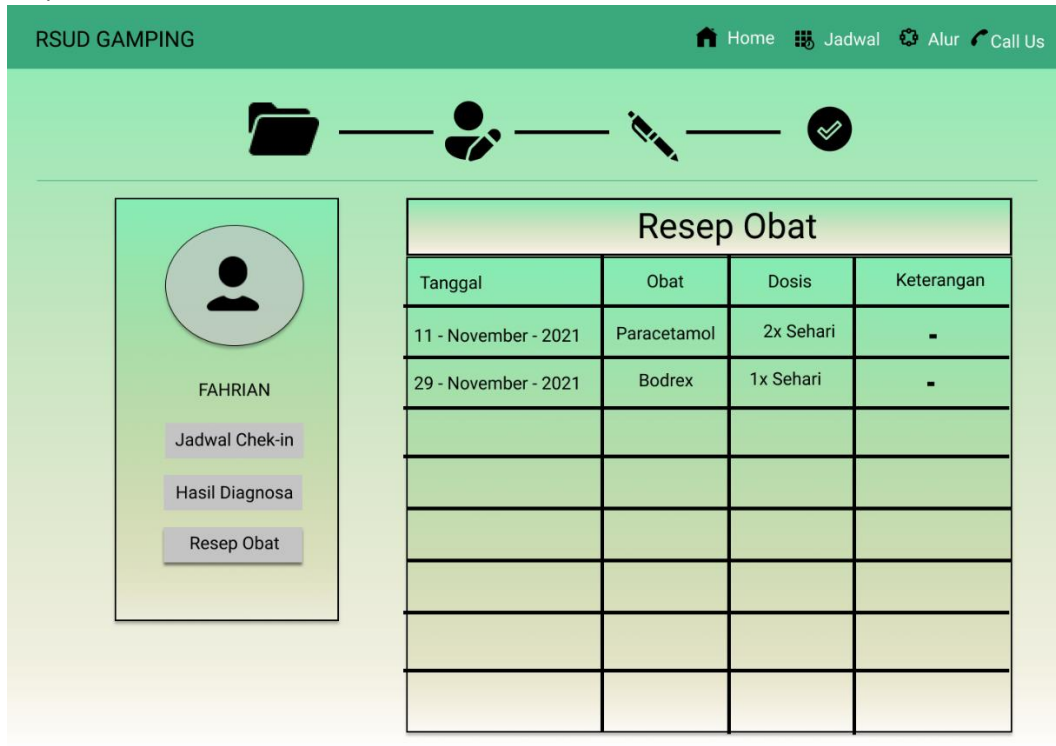 RSUD GAMPING
Home Jadwal Alur Call Us
FAHRIAN
Jadwal Chek-in
Hasil Diagnosa
Resep Obat
Resep Obat
Tanggal Obat Dosis Keterangan
11 - November - 2021 Paracetamol 2x Sehari -
29 - November - 2021 Bodrex 1x Sehari -